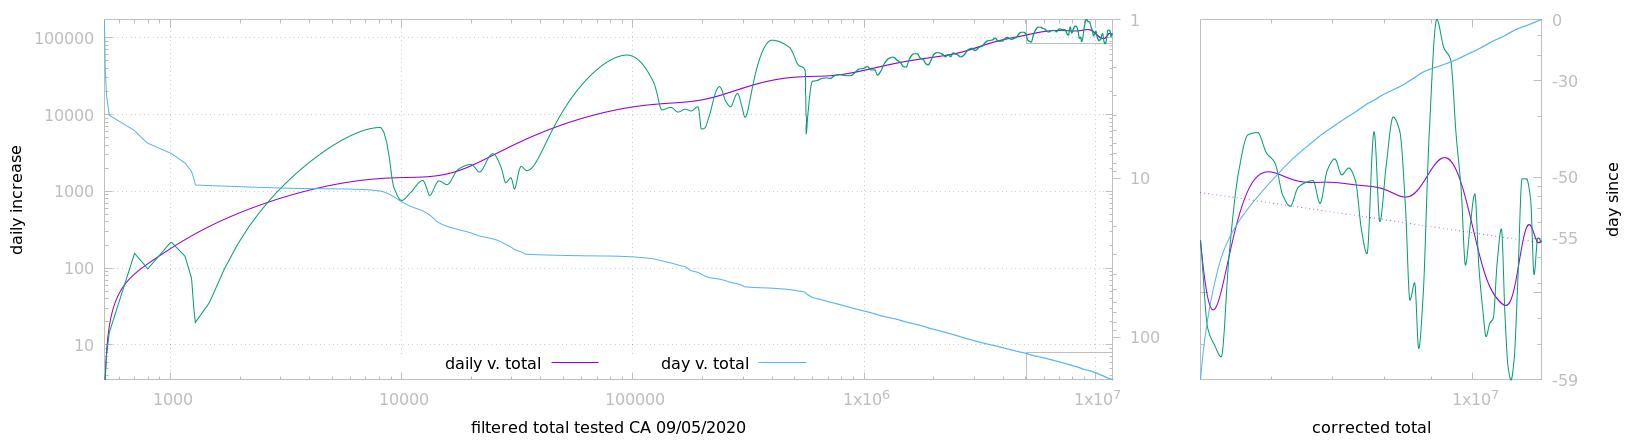 daily increase
100000
10000
1000
100
10
1000
10000
100000
1x10^6
1x10^7
1
10
100
daily v. total
day v. total
filtered total tested CA 09/05/2020
0
-30
-50
-55
-59
day since
1x10^7
corrected total